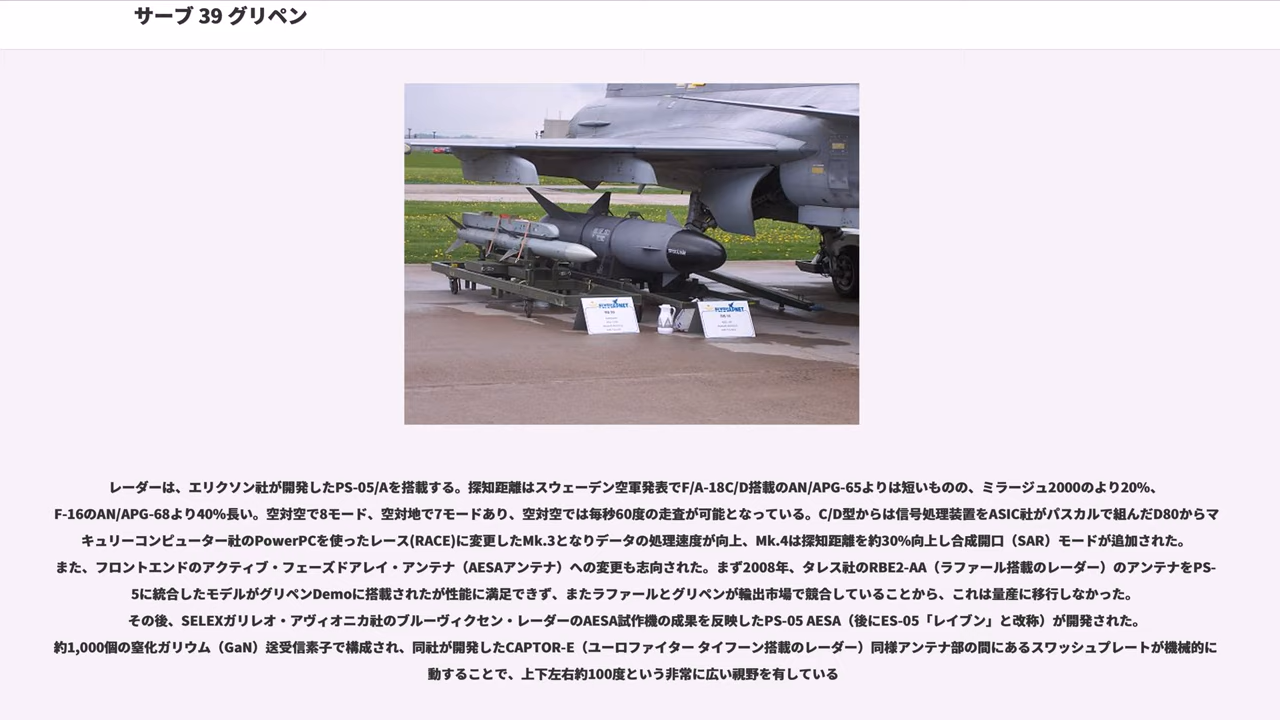 サーブ 39 グリペン
レーダーは、エリクソン社が開発したPS-05/Aを搭載する。探知距離はスウェーデン空軍発表でF/A-18C/D搭載のAN/APG-65よりは短いものの、ミラージュ2000のより20%、
F-16のAN/APG-68より40%長い。空対空で8モード、空対地で7モードあり、空対空では毎秒60度の走査が可能となっている。C/D型からは信号処理装置をASIC社がパスカルで組んだD80からマ
キュリーコンピューター社のPowerPCを使ったレース(RACE)に変更したMk.3となりデータの処理速度が向上、Mk.4は探知距離を約30%向上し合成開口（SAR）モードが追加された。
また、フロントエンドのアクティブ・フェーズドアレイ・アンテナ（AESAアンテナ）への変更も志向された。まず2008年、タレス社のRBE2-AA（ラファール搭載のレーダー）のアンテナをPS-
5に統合したモデルがグリペンDemoに搭載されたが性能に満足できず、またラファールとグリペンが輸出市場で競合していることから、これは量産に移行しなかった。
その後、SELEXガリレオ・アヴィオニカ社のブルーヴィクセン・レーダーのAESA試作機の成果を反映したPS-05 AESA（後にES-05「レイブン」と改称）が開発された。
約1,000個の窒化ガリウム（GaN）送受信素子で構成され、同社が開発したCAPTOR-E（ユーロファイター タイフーン搭載のレーダー）同様アンテナ部の間にあるスワッシュプレートが機械的に
動することで、上下左右約100度という非常に広い視野を有している